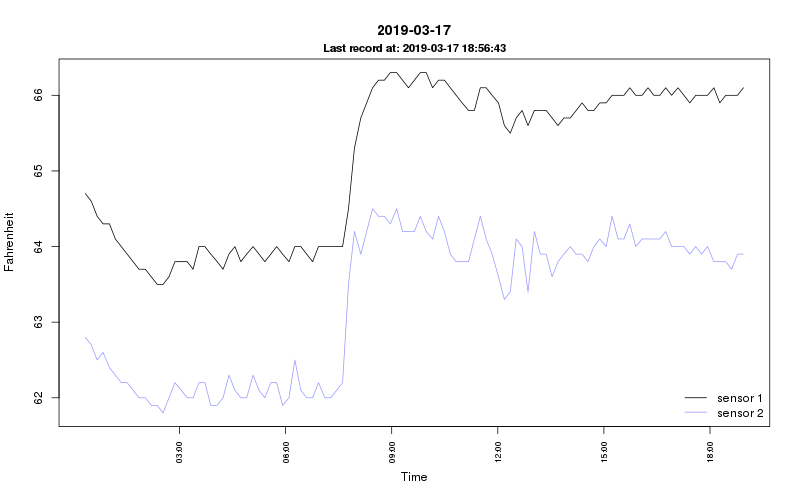 2019-03-17
Last record at: 2019-03-17 18:56:43
Fahrenheit
66
65
64
63
62
sensor 1
sensor 2
03:00
06:00
09:00
12:00
15:00
18:00
Time